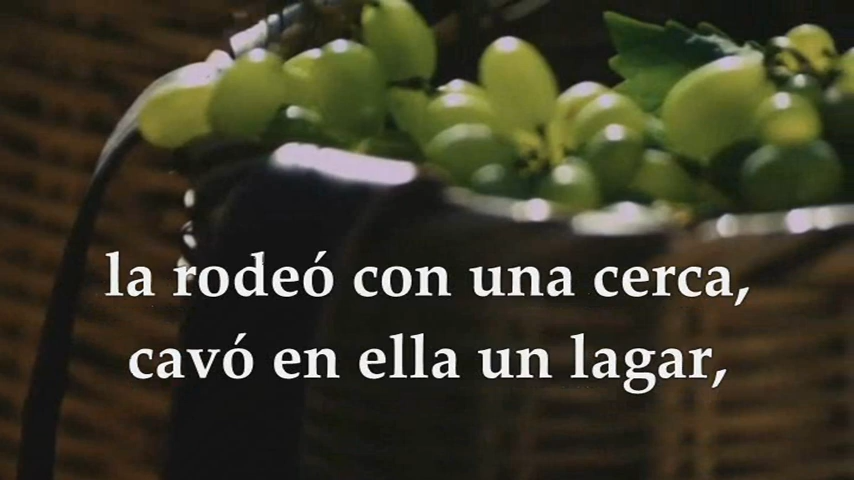 la rodeó con una cerca,
cavó en ella un lagar,